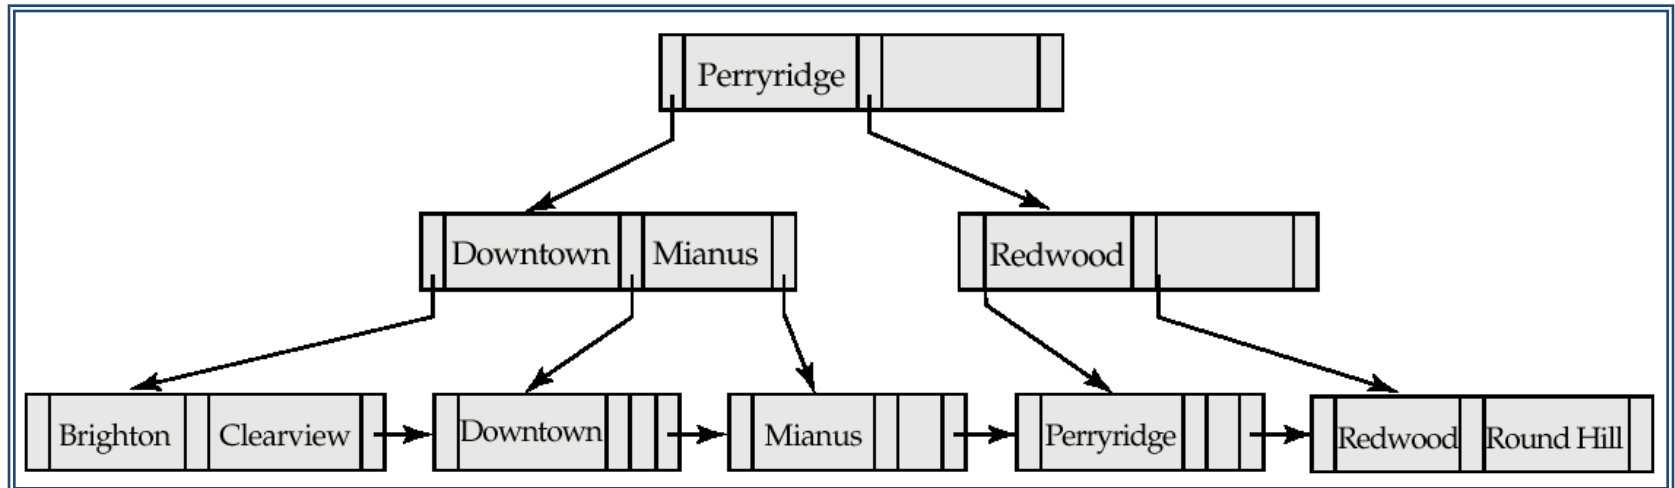 Perryridge
Downtown Mianus
Redwood
Brighton Clearview
Downtown
Mianus
Perryridge
Redwood Round Hill